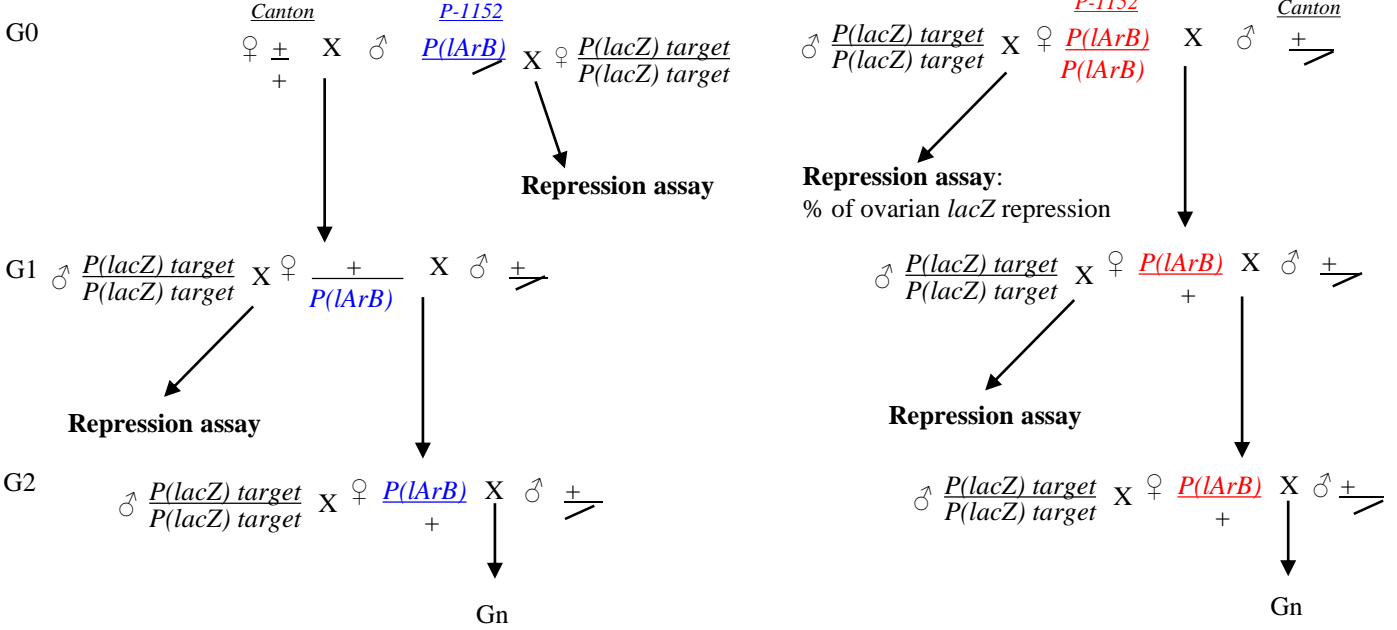 Canton P-1152 P-1152 Canton
G0 ♀ + X ♂ P(lArB) X ♀ P(lacZ) target ♂ P(lacZ) target X ♀ P(lArB) X ♂ +
+ P(lacZ) target P(lacZ) target P(lArB)
Repression assay
Repression assay:
% of ovarian lacZ repression
G1 ♂ P(lacZ) target X ♀ + X ♂ + ♂ P(lacZ) target X ♀ P(lArB) X ♂ +
P(lacZ) target P(lArB) P(lacZ) target +
Repression assay Repression assay
G2 ♂ P(lacZ) target X ♀ P(lArB) X ♂ + ♂ P(lacZ) target X ♀ P(lArB) X ♂ +
P(lacZ) target + P(lacZ) target +
Gn Gn